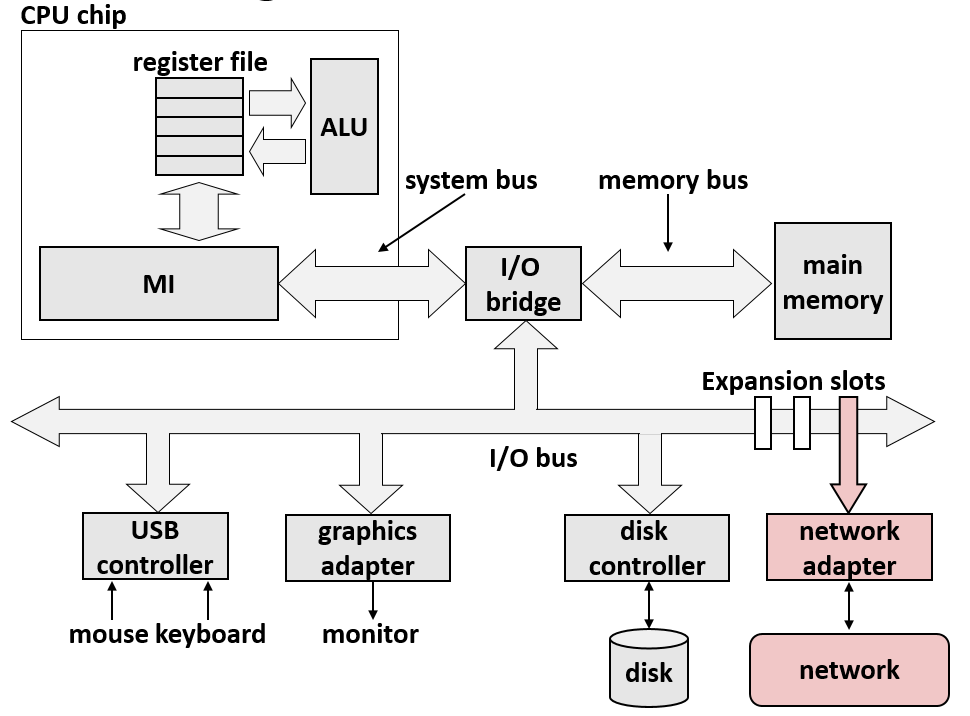 CPU chip
register file
ALU
system bus
memory bus
MI
I/O
bridge
main
memory
Expansion slots
I/O bus
USB
controller
graphics
adapter
disk
controller
network
adapter
mouse keyboard
monitor
disk
network